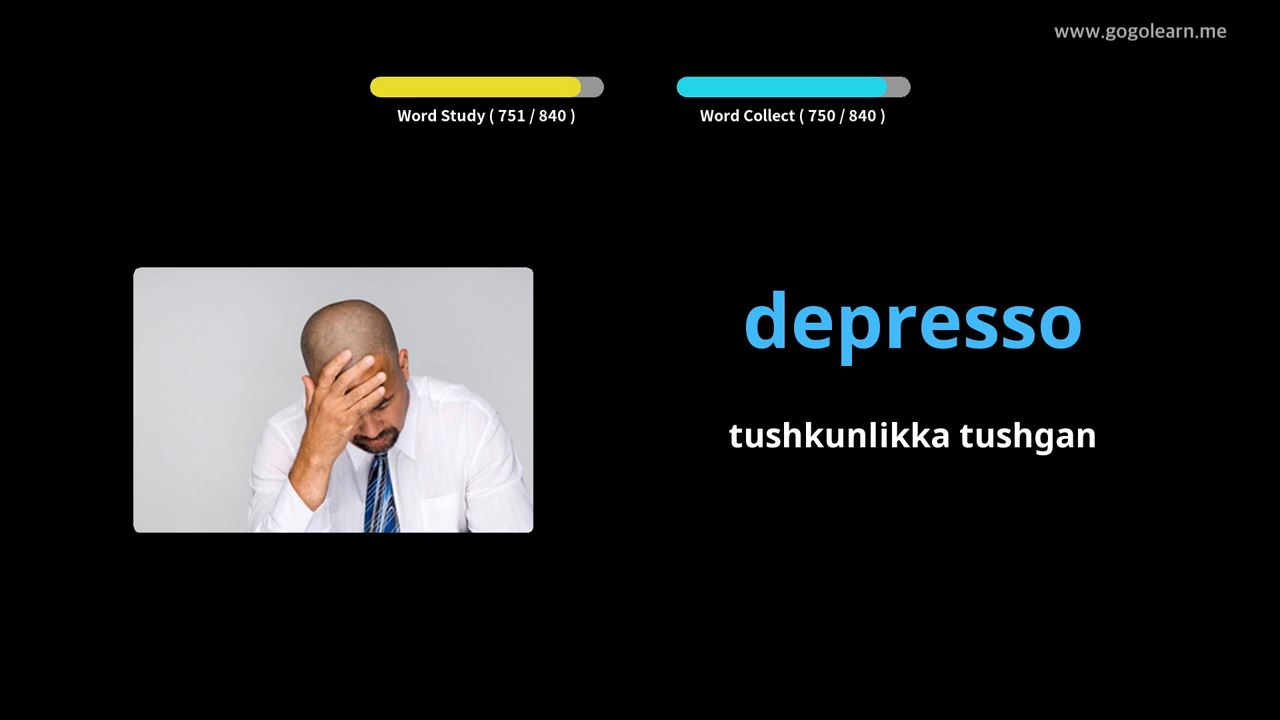 www.gogolearn.me
Word Study ( 751 / 840 )
Word Collect ( 750 / 840 )
depresso
tushkunlikka tushgan